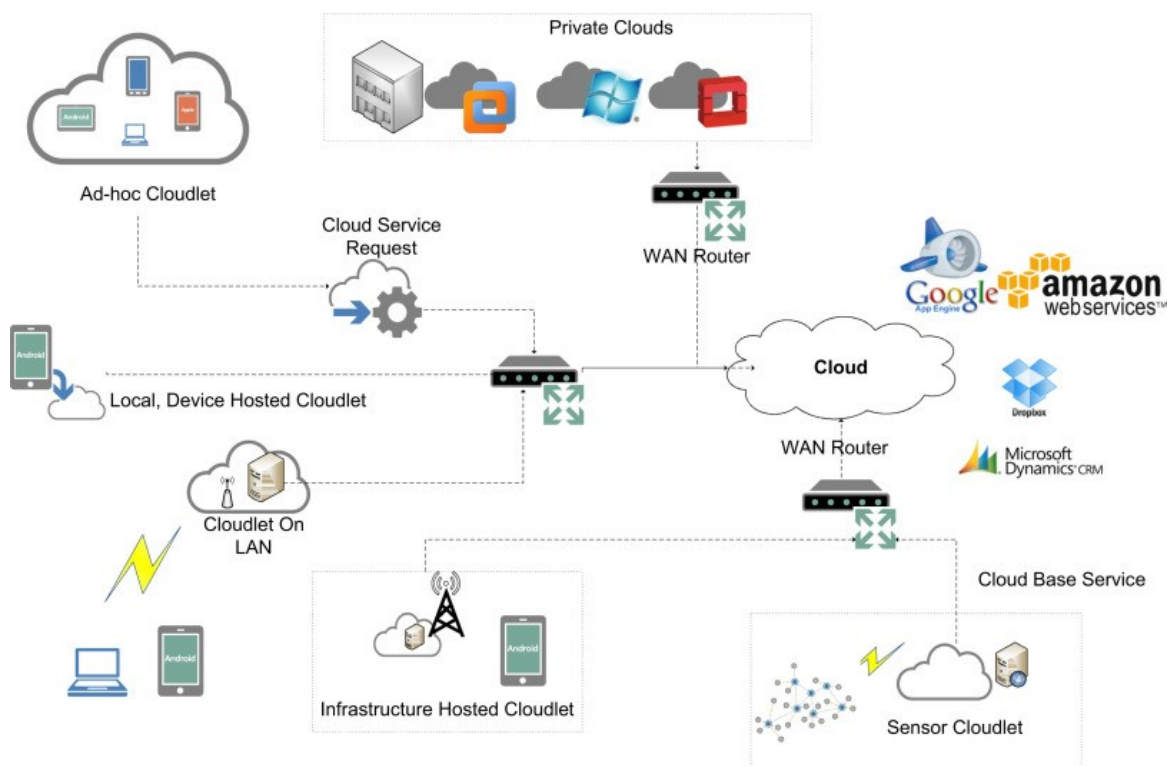 Private Clouds
Android
Apple
Ad-hoc Cloudlet
Cloud Service
Request
WAN Router
Google
App Engine
amazon
webservices™
Android
Local, Device Hosted Cloudlet
Cloud
Dropbox
WAN Router
Microsoft
Dynamics® CRM
Cloudlet On
LAN
Cloud Base Service
Android
Android
Infrastructure Hosted Cloudlet
Sensor Cloudlet